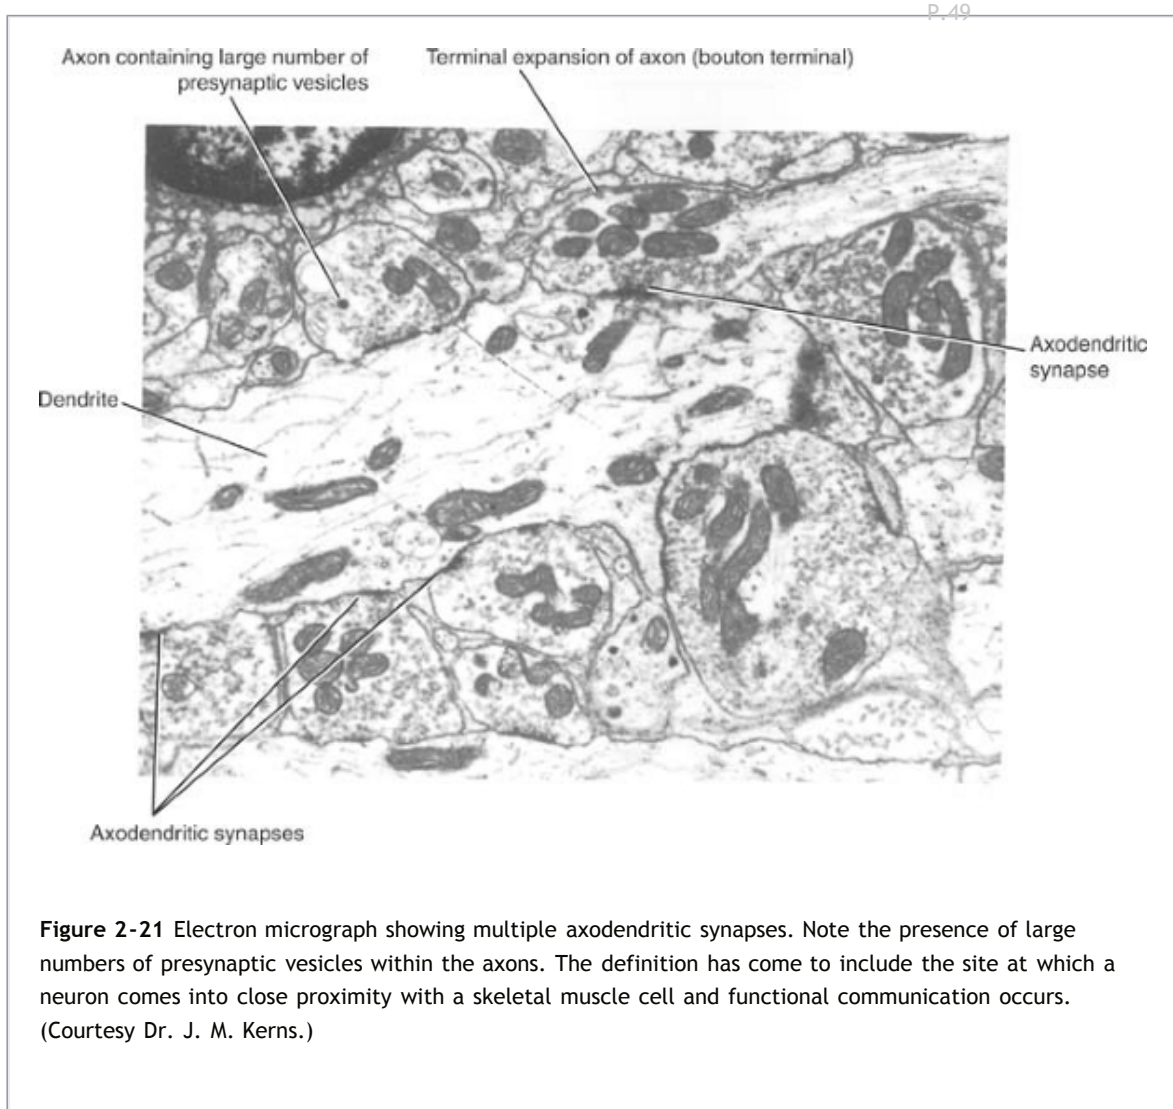 P.49
Axon containing large number of
presynaptic vesicles
Terminal expansion of axon (bouton terminal)
Axodendritic
synapse
Dendrite
Axodendritic synapses
Figure 2-21 Electron micrograph showing multiple axodendritic synapses. Note the presence of large
numbers of presynaptic vesicles within the axons. The definition has come to include the site at which a
neuron comes into close proximity with a skeletal muscle cell and functional communication occurs.
(Courtesy Dr. J. M. Kerns.)